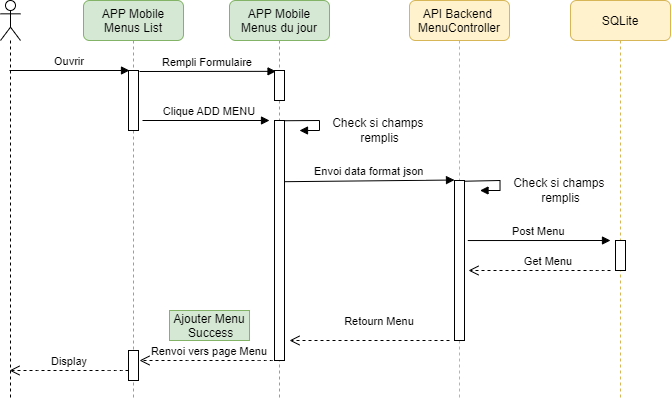 APP Mobile
Menus List
APP Mobile
Menus du jour
API Backend
MenuController
SQLite
Ouvrir
Rempli Formulaire
Clique ADD MENU
Check si champs
remplis
Envoi data format json
Check si champs
remplis
Post Menu
Get Menu
Ajouter Menu
Success
Retourn Menu
Renvoi vers page Menu
Display